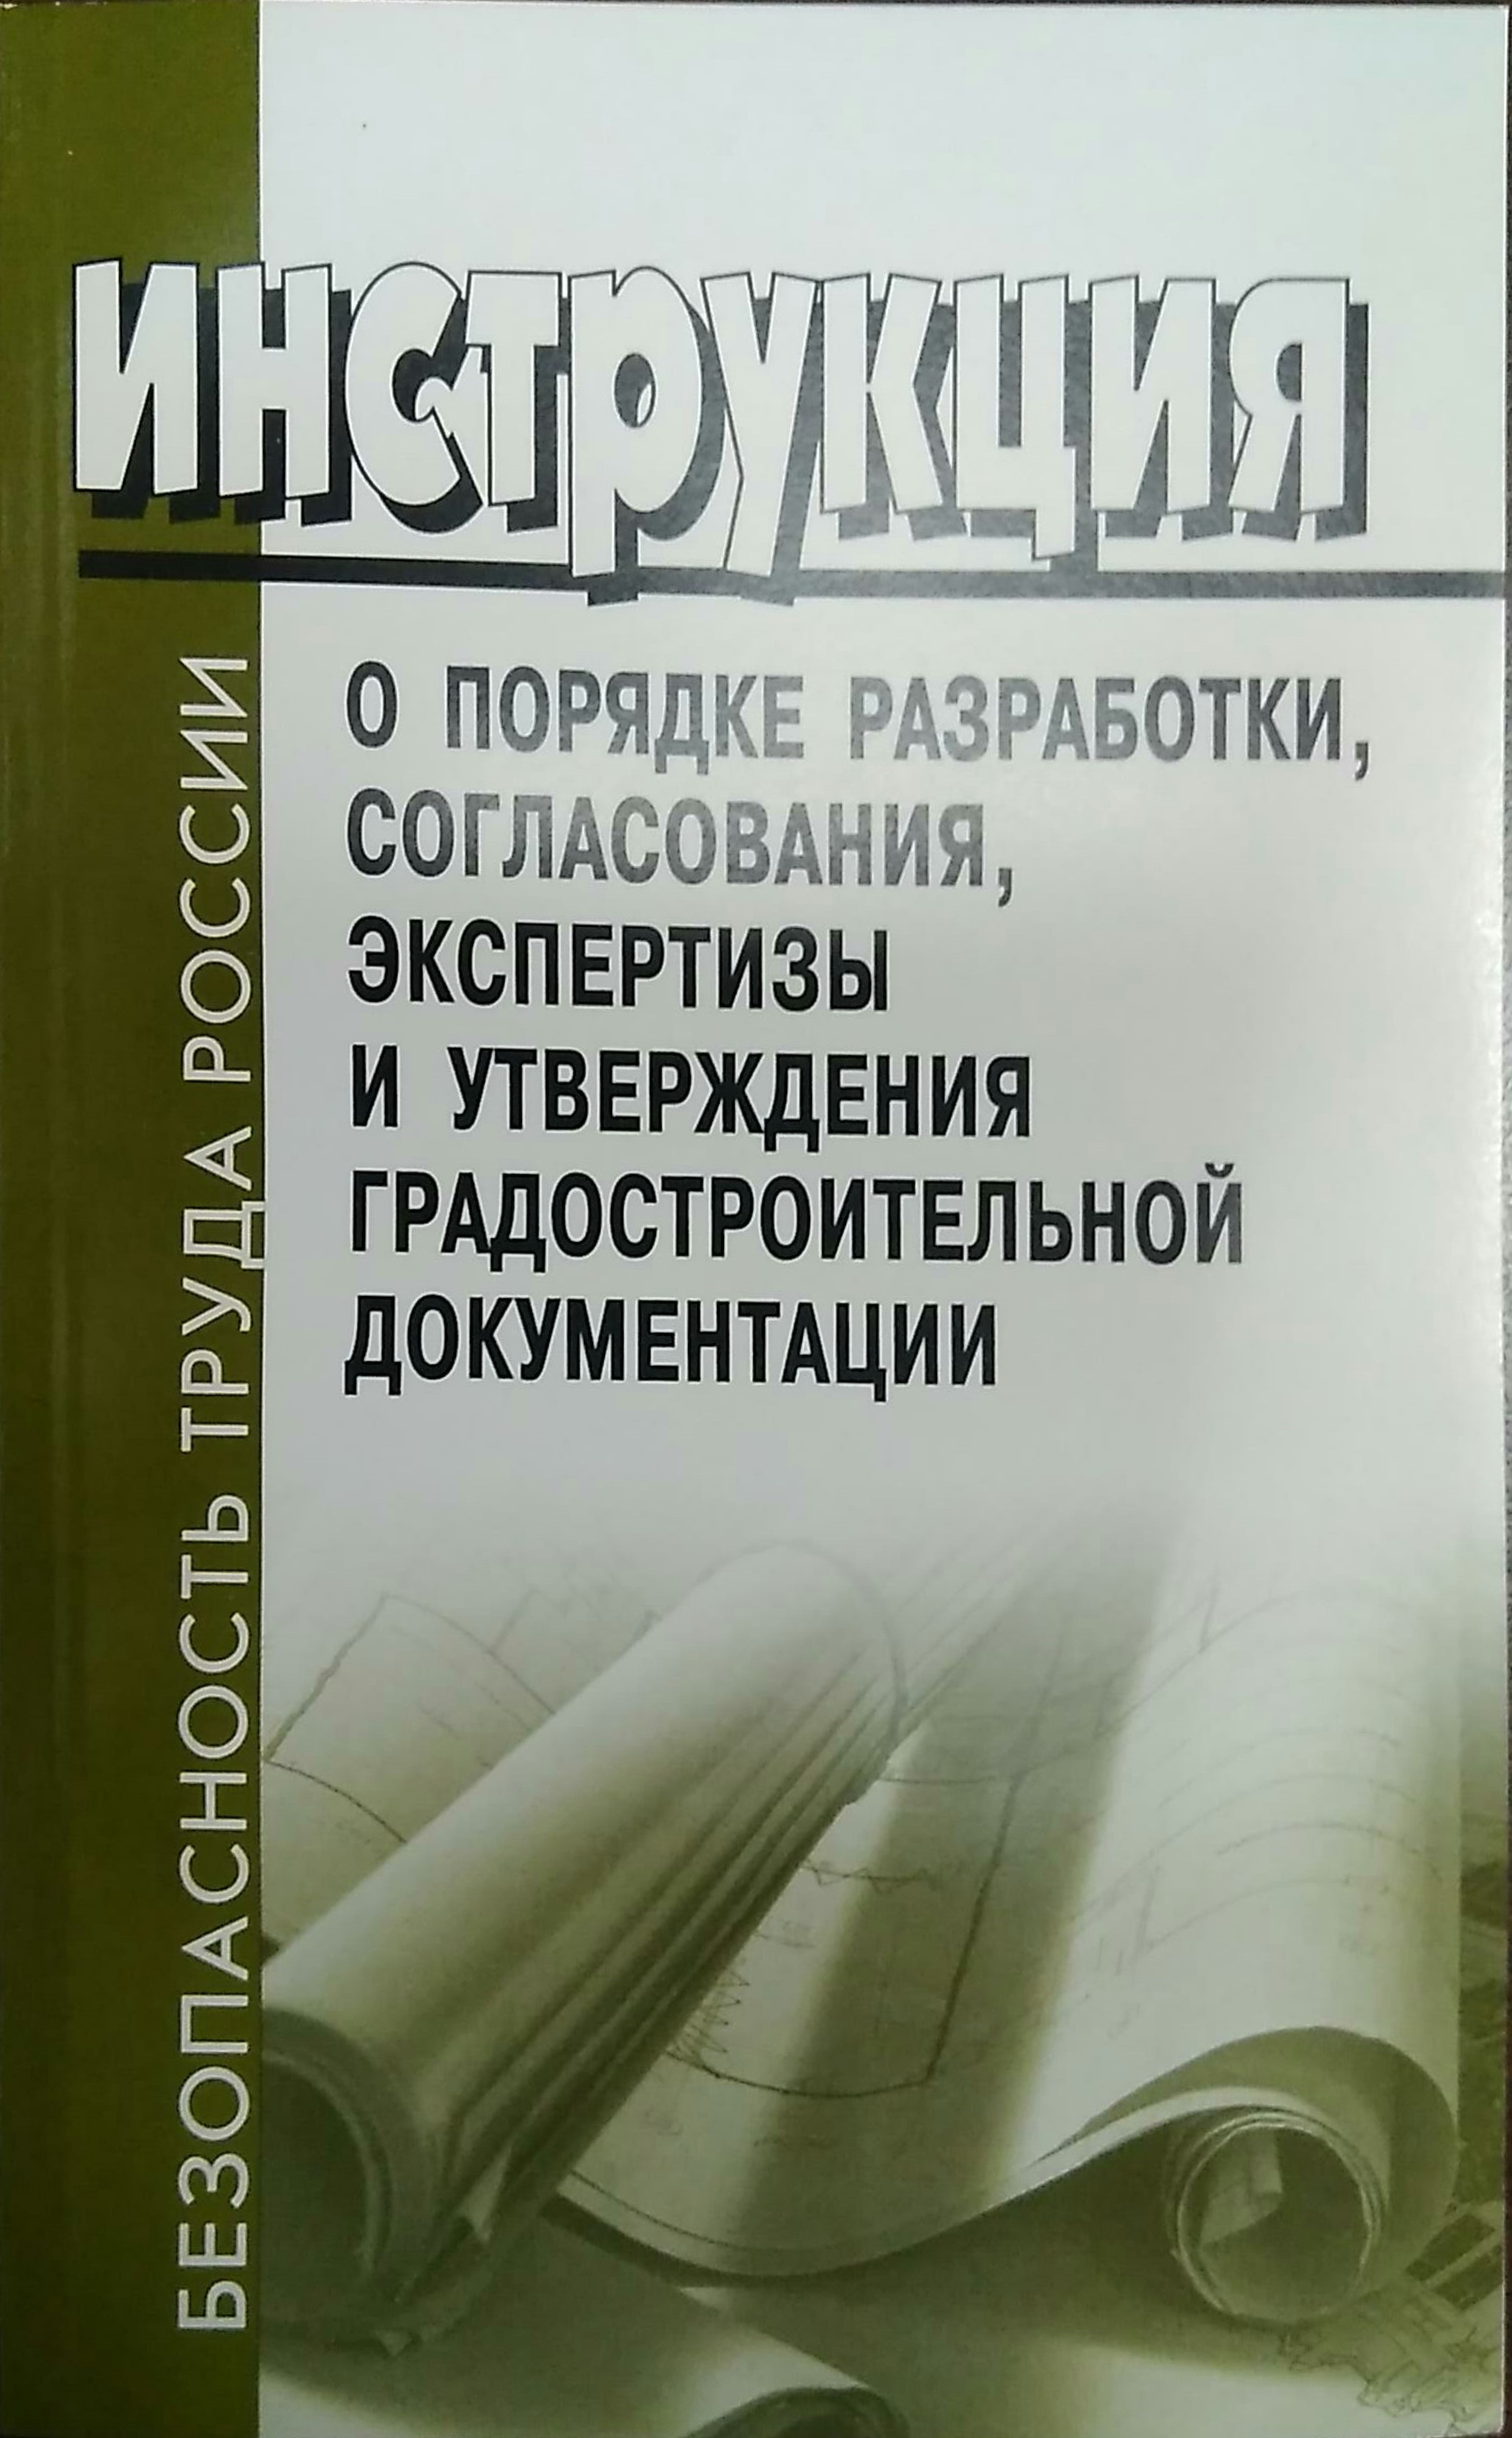 ИНСТРУКЦИЯ
О ПОРЯДКЕ РАЗРАБОТКИ,
СОГЛАСОВАНИЯ,
ЭКСПЕРТИЗЫ
И УТВЕРЖДЕНИЯ
ГРАДОСТРОИТЕЛЬНОЙ
ДОКУМЕНТАЦИИ
БЕЗОПАСНОСТЬ ТРУДА РОССИИ